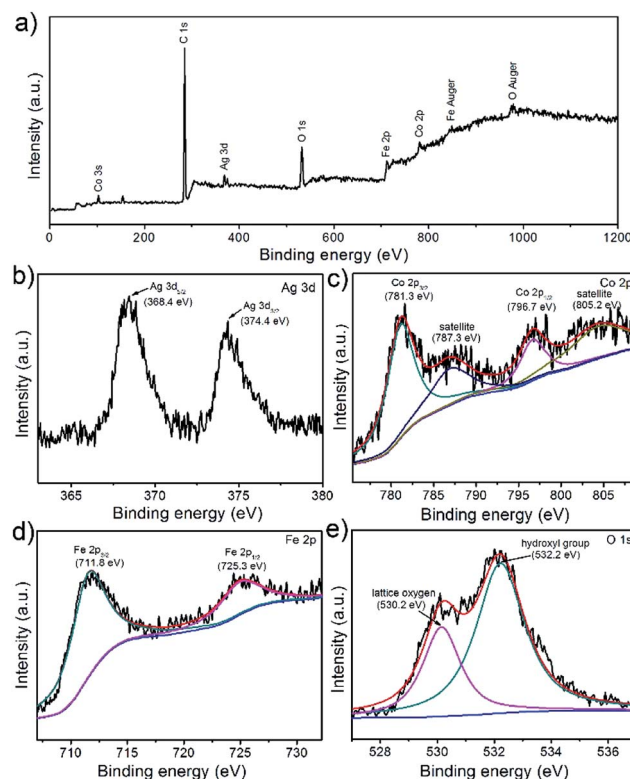 a)
C 1s
Co 3s
Ag 3d
O 1s
Fe 2p
Co 2p
Fe Auger
O Auger
Intensity (a.u.)
0 200 400 600 800 1000 1200
Binding energy (eV)
b)
Ag 3d
Ag 3d5/2
(368.4 eV)
Ag 3d3/2
(374.4 eV)
Intensity (a.u.)
365 370 375 380
Binding energy (eV)
c)
Co 2p
Co 2p3/2
(781.3 eV)
satellite
(787.3 eV)
Co 2p1/2
(796.7 eV)
satellite
(805.2 eV)
Intensity (a.u.)
780 785 790 795 800 805
Binding energy (eV)
d)
Fe 2p
Fe 2p3/2
(711.8 eV)
Fe 2p1/2
(725.3 eV)
Intensity (a.u.)
710 715 720 725 730
Binding energy (eV)
e)
O 1s
hydroxyl group
(532.2 eV)
lattice oxygen
(530.2 eV)
Intensity (a.u.)
528 530 532 534 536
Binding energy (eV)